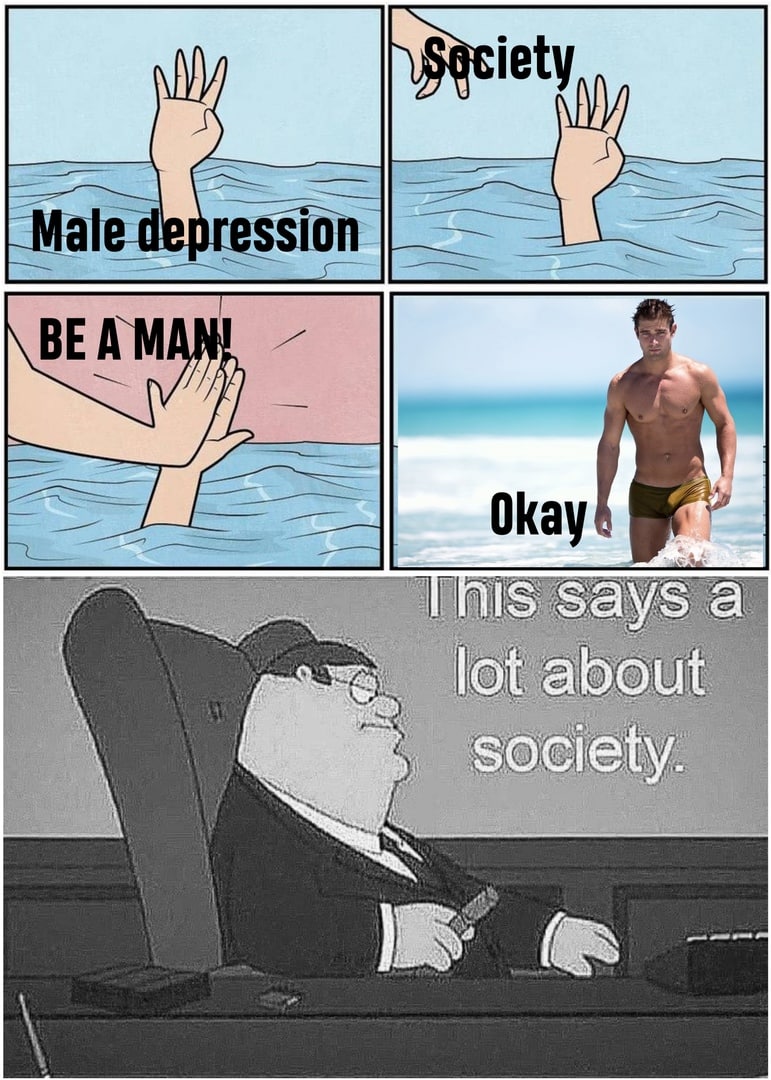 Male depression
Society
BE A MAN!
Okay
This says a
lot about
society.